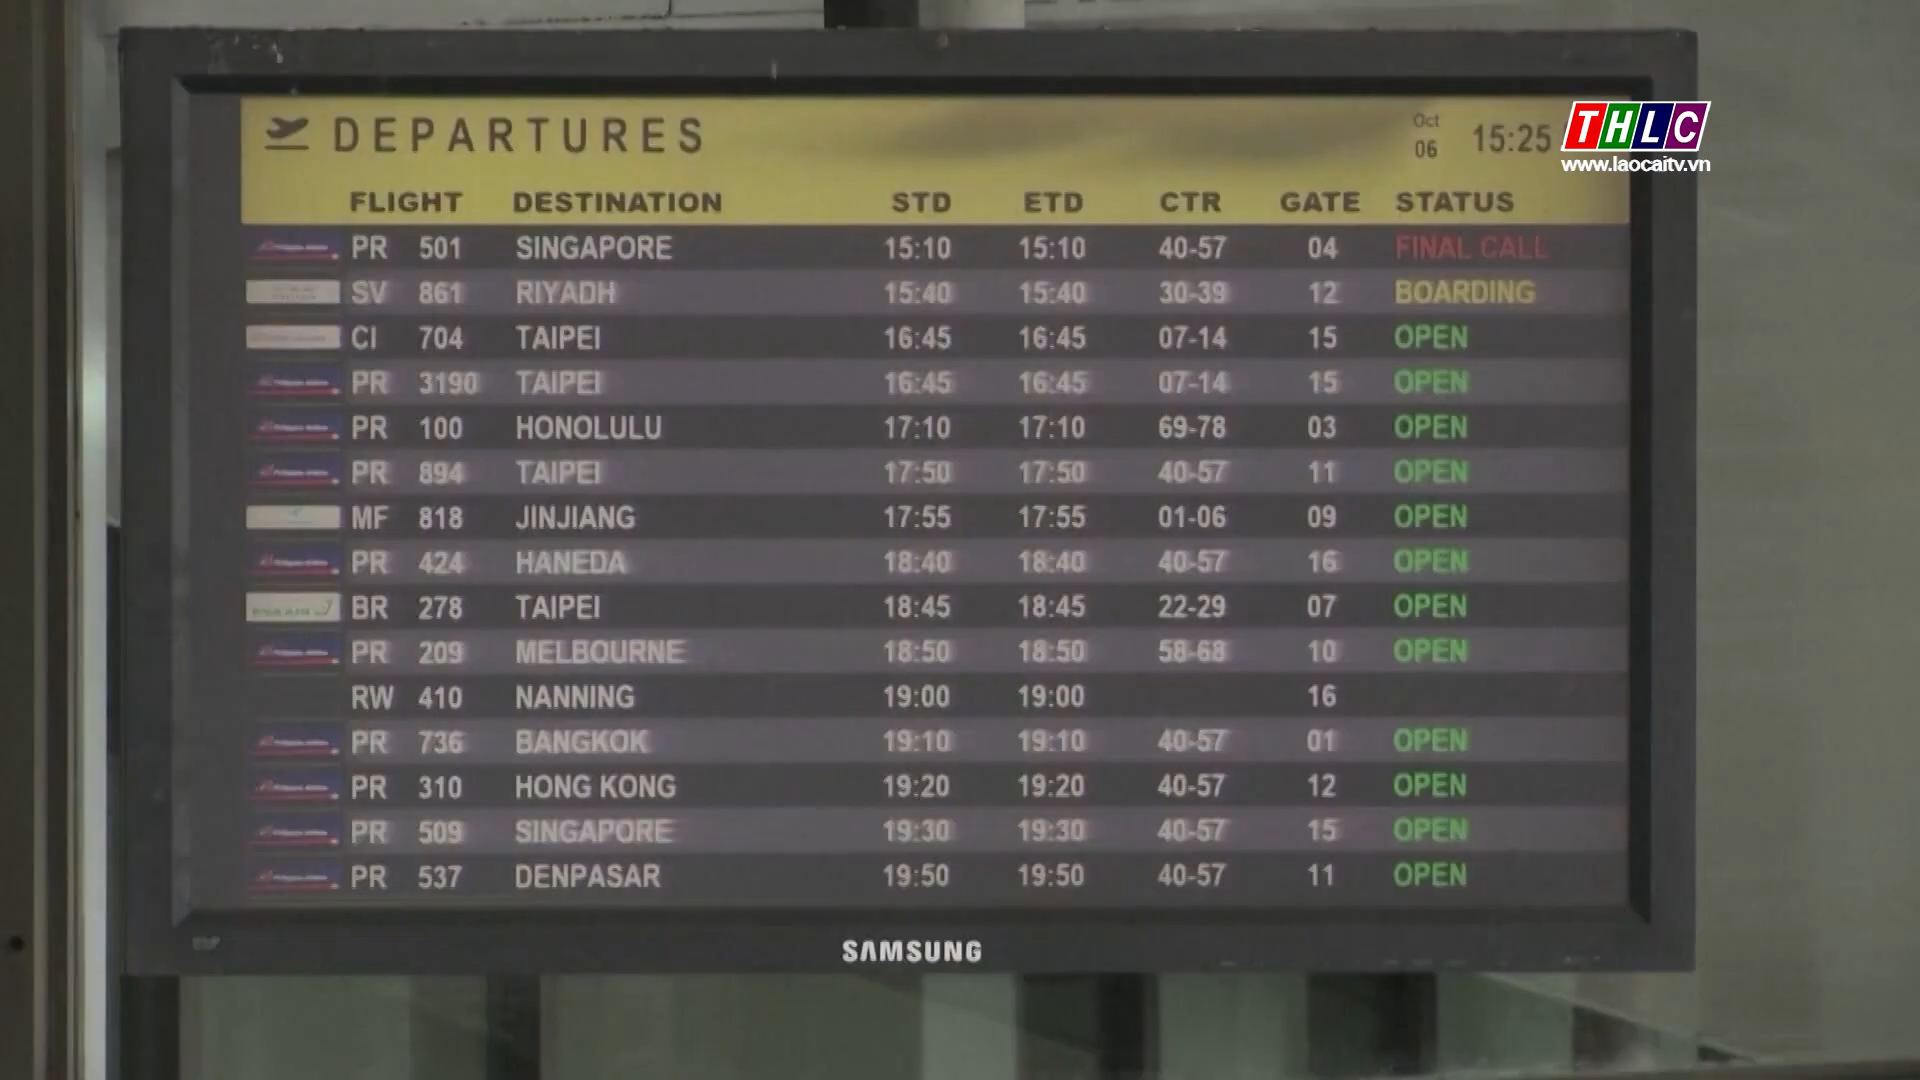 DEPARTURES Oct 06 15:25
THLC
www.laocaitv.vn
FLIGHT DESTINATION STD ETD CTR GATE STATUS
PR 501 SINGAPORE 15:10 15:10 40-57 04 FINAL CALL
SV 861 RIYADH 15:40 15:40 30-39 12 BOARDING
CI 704 TAIPEI 16:45 16:45 07-14 15 OPEN
PR 3190 TAIPEI 16:45 16:45 07-14 15 OPEN
PR 100 HONOLULU 17:10 17:10 69-78 03 OPEN
PR 894 TAIPEI 17:50 17:50 40-57 11 OPEN
MF 818 JINJIANG 17:55 17:55 01-06 09 OPEN
PR 424 HANEDA 18:40 18:40 40-57 16 OPEN
BR 278 TAIPEI 18:45 18:45 22-29 07 OPEN
PR 209 MELBOURNE 18:50 18:50 58-68 10 OPEN
RW 410 NANNING 19:00 19:00 16
PR 736 BANGKOK 19:10 19:10 40-57 01 OPEN
PR 310 HONG KONG 19:20 19:20 40-57 12 OPEN
PR 509 SINGAPORE 19:30 19:30 40-57 15 OPEN
PR 537 DENPASAR 19:50 19:50 40-57 11 OPEN
SAMSUNG